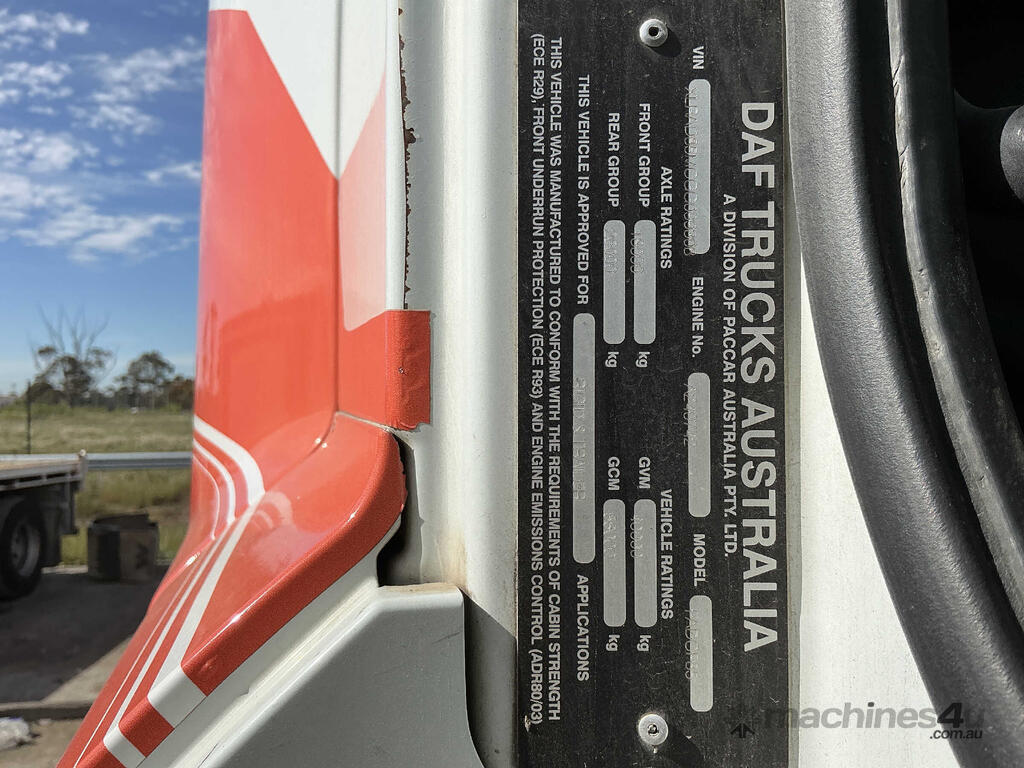 DAF TRUCKS AUSTRALIA
A DIVISION OF PACCAR AUSTRALIA PTY. LTD.
VIN ENGINE No. MODEL
AXLE RATINGS VEHICLE RATINGS
FRONT GROUP kg GVM kg
REAR GROUP kg GCM kg
THIS VEHICLE IS APPROVED FOR APPLICATIONS
THIS VEHICLE WAS MANUFACTURED TO CONFORM WITH THE REQUIREMENTS OF CABIN STRENGTH
(ECE R29), FRONT UNDERRUN PROTECTION (ECE R93) AND ENGINE EMISSIONS CONTROL (ADR80/03)
machines4u
.com.au